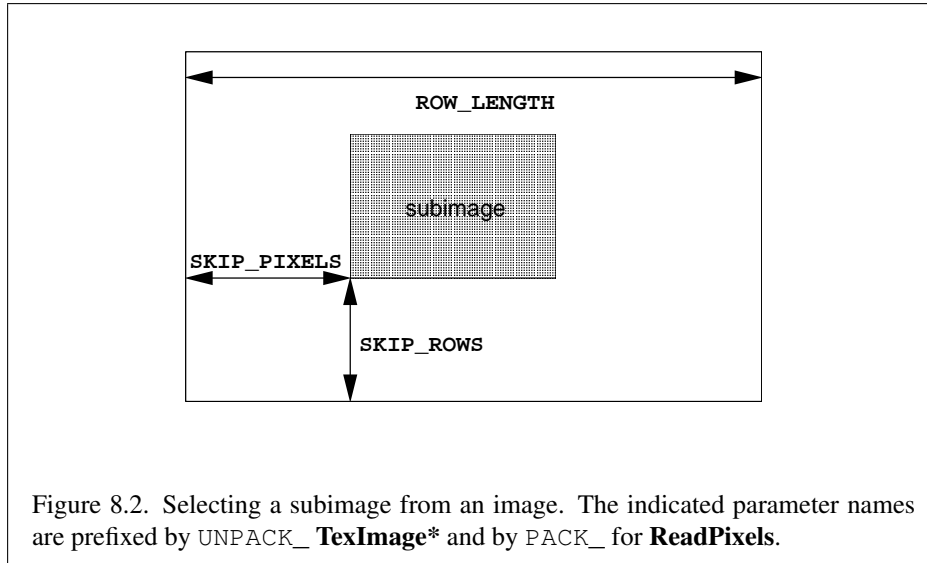 ROW_LENGTH
subimage
SKIP_PIXELS
SKIP_ROWS
Figure 8.2. Selecting a subimage from an image. The indicated parameter names
are prefixed by UNPACK_ TexImage* and by PACK_ for ReadPixels.